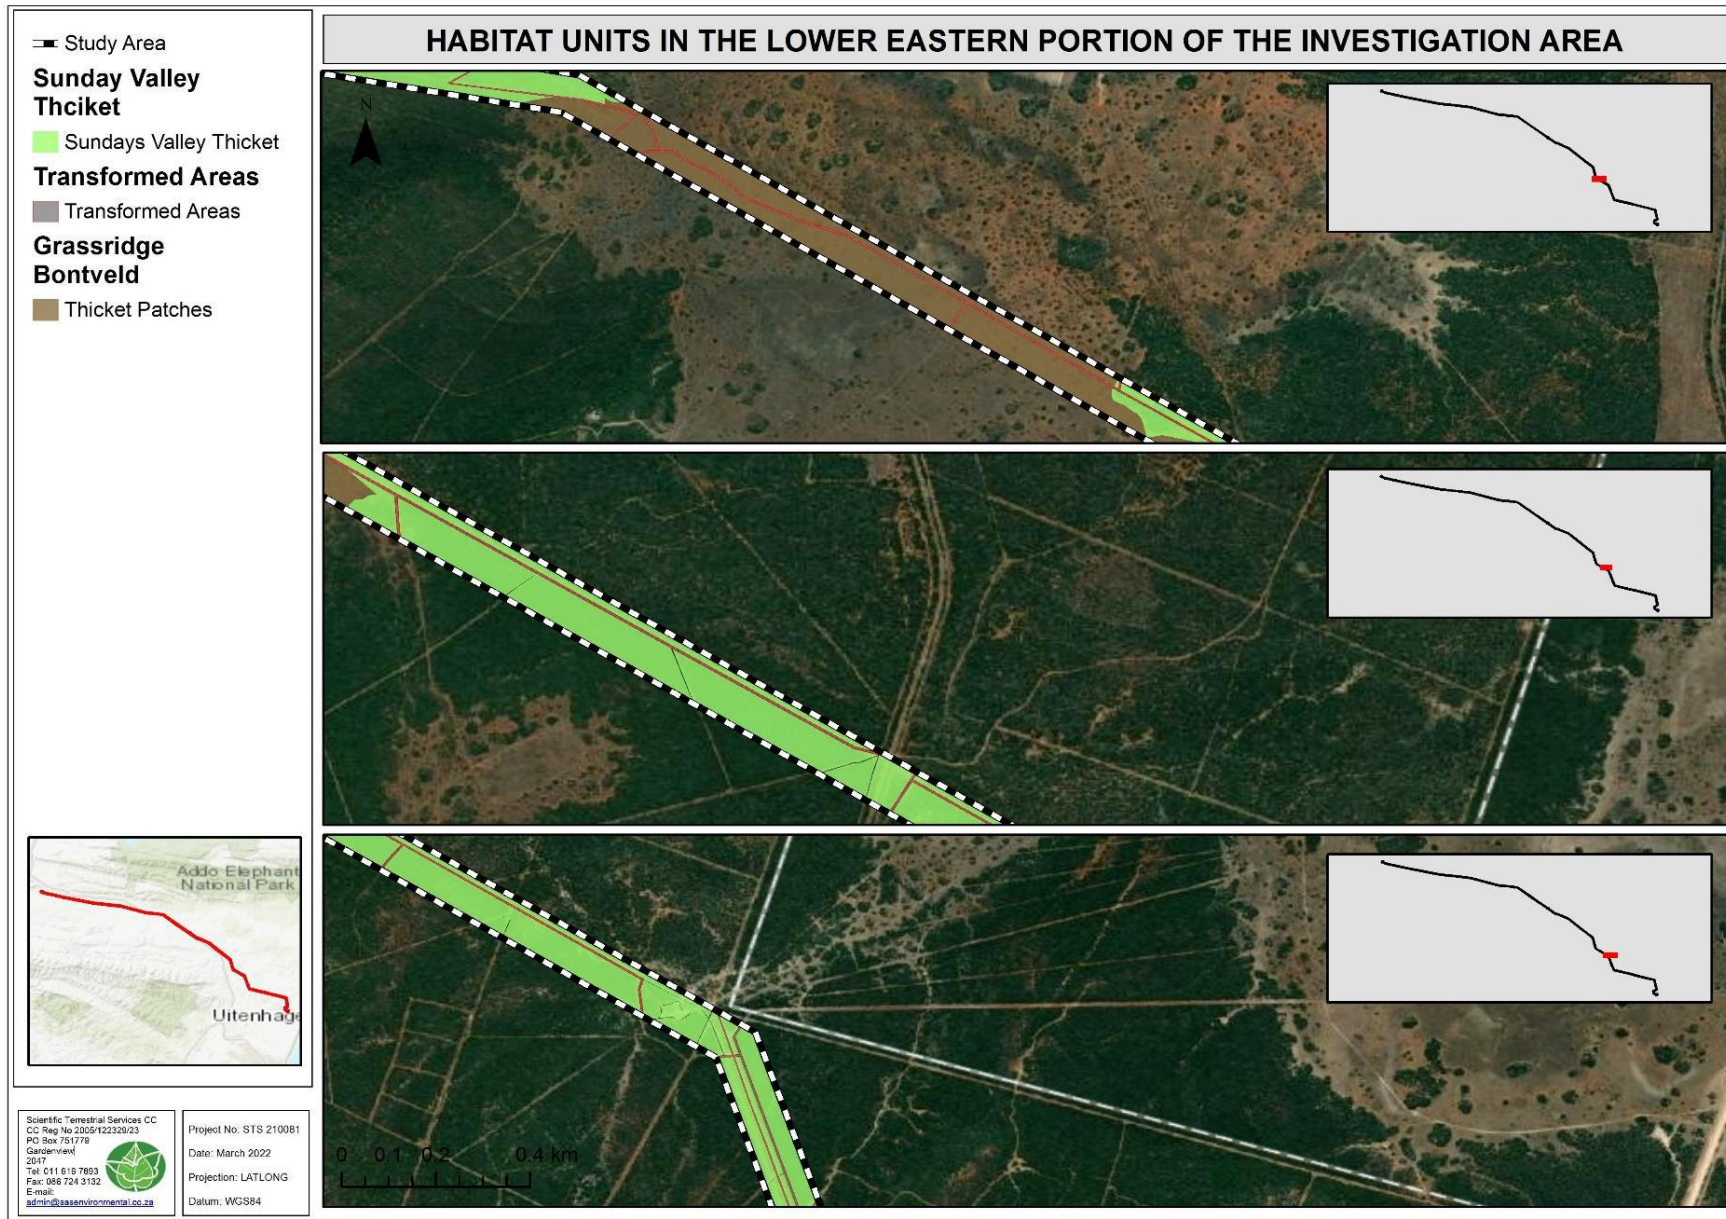 HABITAT UNITS IN THE LOWER EASTERN PORTION OF THE INVESTIGATION AREA
Study Area
Sunday Valley
Thciket
Sundays Valley Thicket
Transformed Areas
Transformed Areas
Grassridge
Bontveld
Thicket Patches
N
Addo Elephant
National Park
Uitenhage
Scientific Terrestrial Services CC
CC Reg No 2005/122329/23
PO Box 751779
Gardenview
2047
Tel: 011 616 7893
Fax: 086 724 3132
E-mail:
admin@sasenvironmental.co.za
Project No: STS 210081
Date: March 2022
Projection: LATLONG
Datum: WGS84
0 0.1 0.2 0.4 km